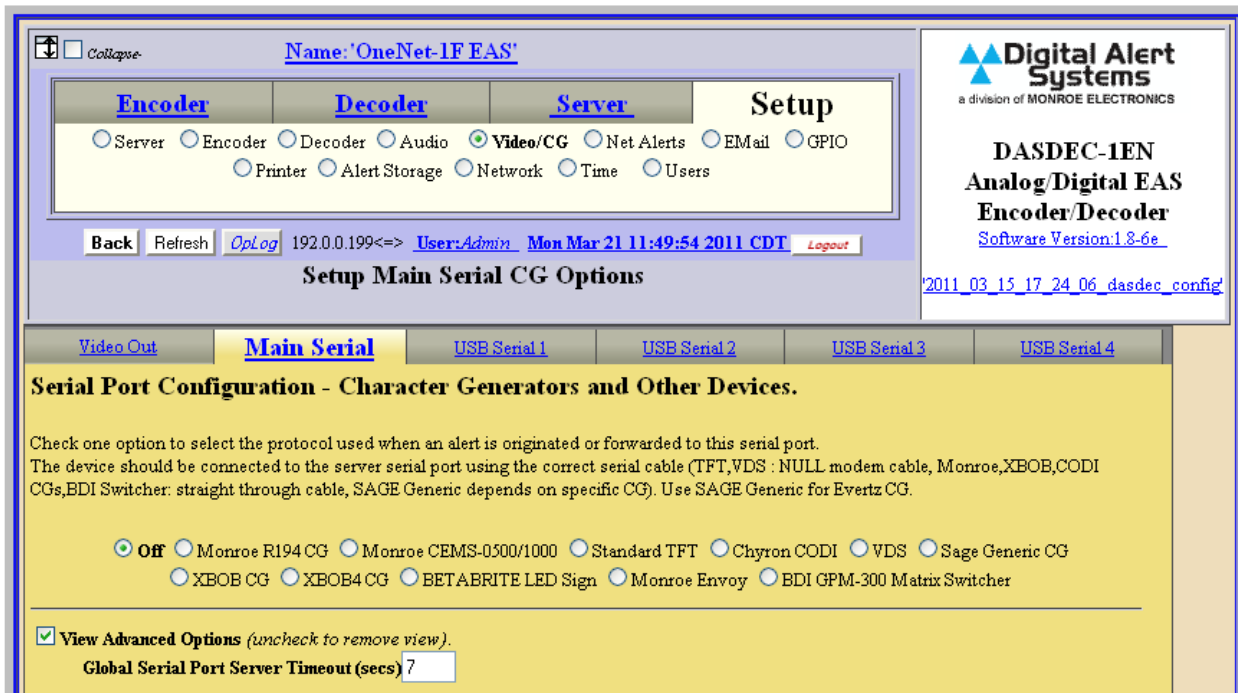 Collapse-
Name:'OneNet-1F EAS'
Encoder Decoder Server Setup
Server Encoder Decoder Audio Video/CG Net Alerts EMail GPIO
Printer Alert Storage Network Time Users
Back Refresh OpLog 192.0.0.199<=> User:Admin Mon Mar 21 11:49:54 2011 CDT Logout
Setup Main Serial CG Options
Digital Alert
Systems
a division of MONROE ELECTRONICS
DASDEC-1EN
Analog/Digital EAS
Encoder/Decoder
Software Version:1.8-6e
'2011_03_15_17_24_06_dasdec_config'
Video Out Main Serial USB Serial 1 USB Serial 2 USB Serial 3 USB Serial 4
Serial Port Configuration - Character Generators and Other Devices.
Check one option to select the protocol used when an alert is originated or forwarded to this serial port.
The device should be connected to the server serial port using the correct serial cable (TFT,VDS : NULL modem cable, Monroe,XBOB,CODI
CGs,BDI Switcher: straight through cable, SAGE Generic depends on specific CG). Use SAGE Generic for Evertz CG.
Off Monroe R194 CG Monroe CEMS-0500/1000 Standard TFT Chyron CODI VDS Sage Generic CG
XBOB CG XBOB4 CG BETABRITE LED Sign Monroe Envoy BDI GPM-300 Matrix Switcher
View Advanced Options (uncheck to remove view).
Global Serial Port Server Timeout (secs) 7